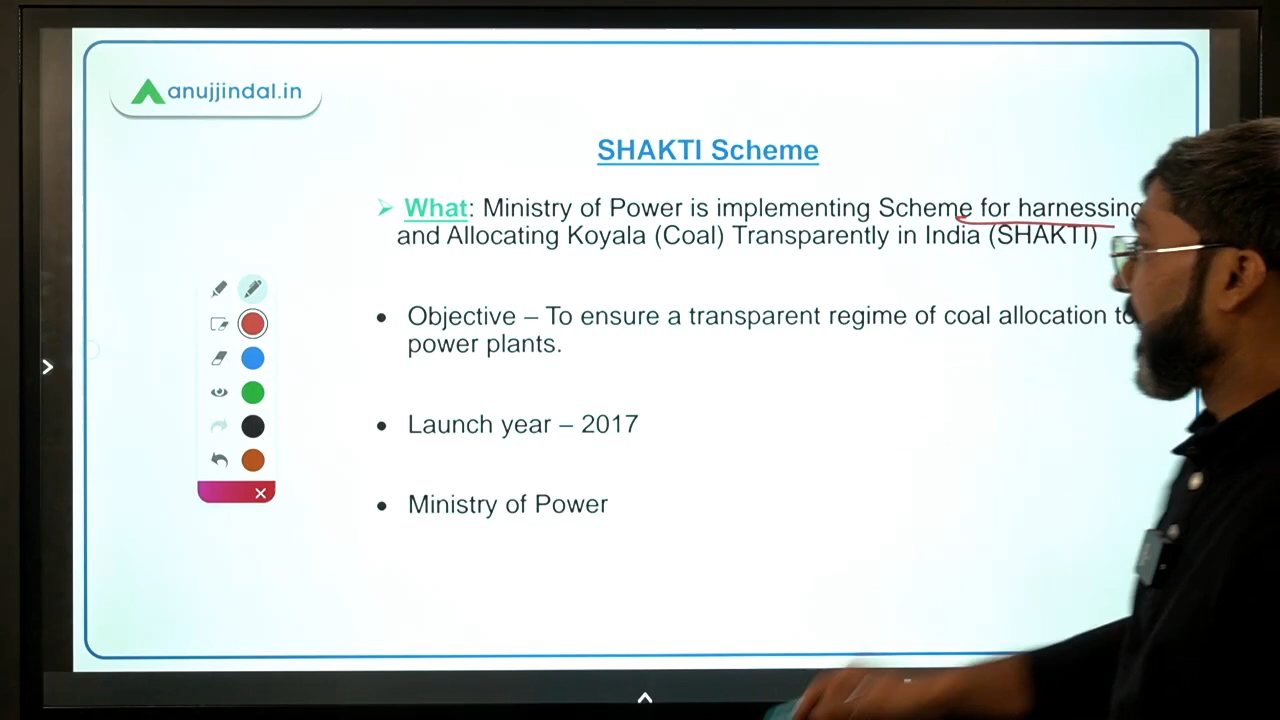 anujjindal.in
SHAKTI Scheme
What: Ministry of Power is implementing Scheme for harnessing
and Allocating Koyala (Coal) Transparently in India (SHAKTI)
Objective – To ensure a transparent regime of coal allocation to
power plants.
Launch year – 2017
Ministry of Power